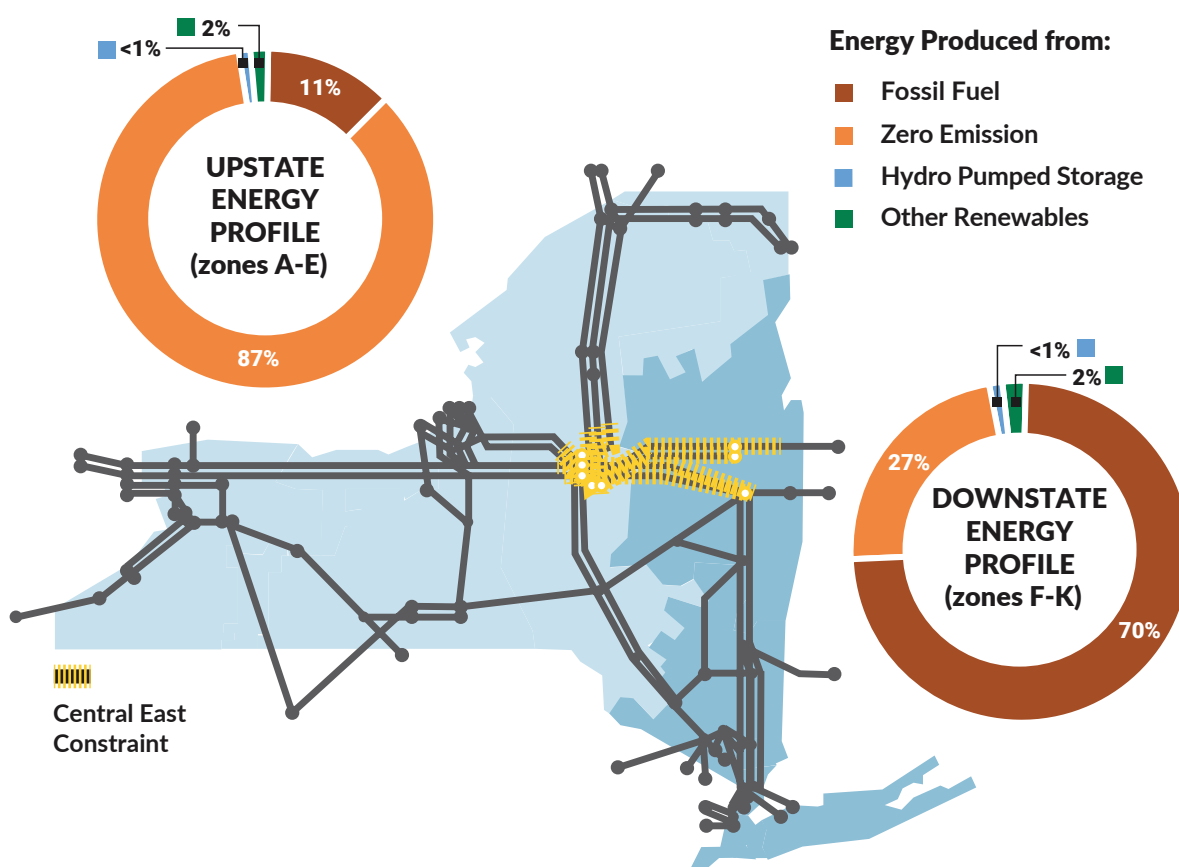 2%
<1%
11%
UPSTATE
ENERGY
PROFILE
(zones A-E)
87%
Energy Produced from:
Fossil Fuel
Zero Emission
Hydro Pumped Storage
Other Renewables
<1%
2%
27%
DOWNSTATE
ENERGY
PROFILE
(zones F-K)
70%
Central East
Constraint